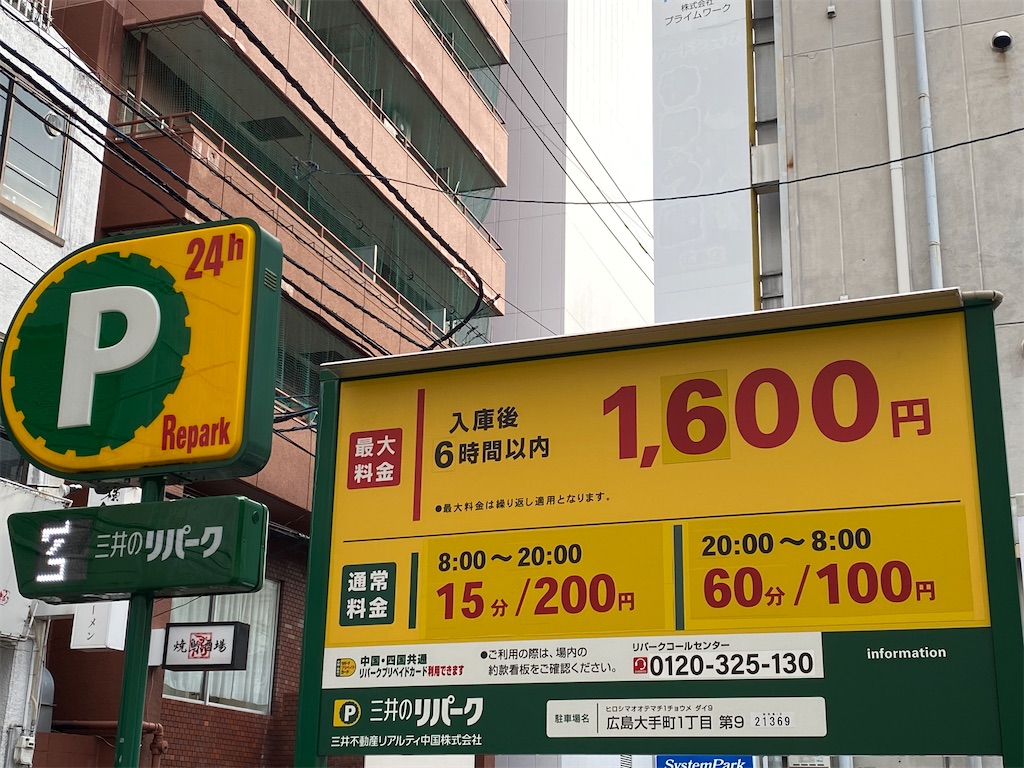 株式会社
プライムワーク
24h
P
Repark
三井のリパーク
焼鳥酒場
ーメン
最大
料金
入庫後
6時間以内
1,600円
●最大料金は繰り返し適用となります。
通常
料金
8:00～20:00
15分/200円
20:00～8:00
60分/100円
中国・四国共通
リパークプリペイドカード利用できます
●ご利用の際は、場内の
約款看板をご確認ください。
リパークコールセンター
0120-325-130
information
P 三井のリパーク
三井不動産リアルティ中国株式会社
駐車場名
ヒロシマオオテマチ1チョウメ ダイ9
広島大手町1丁目 第9
21369
SystemPark